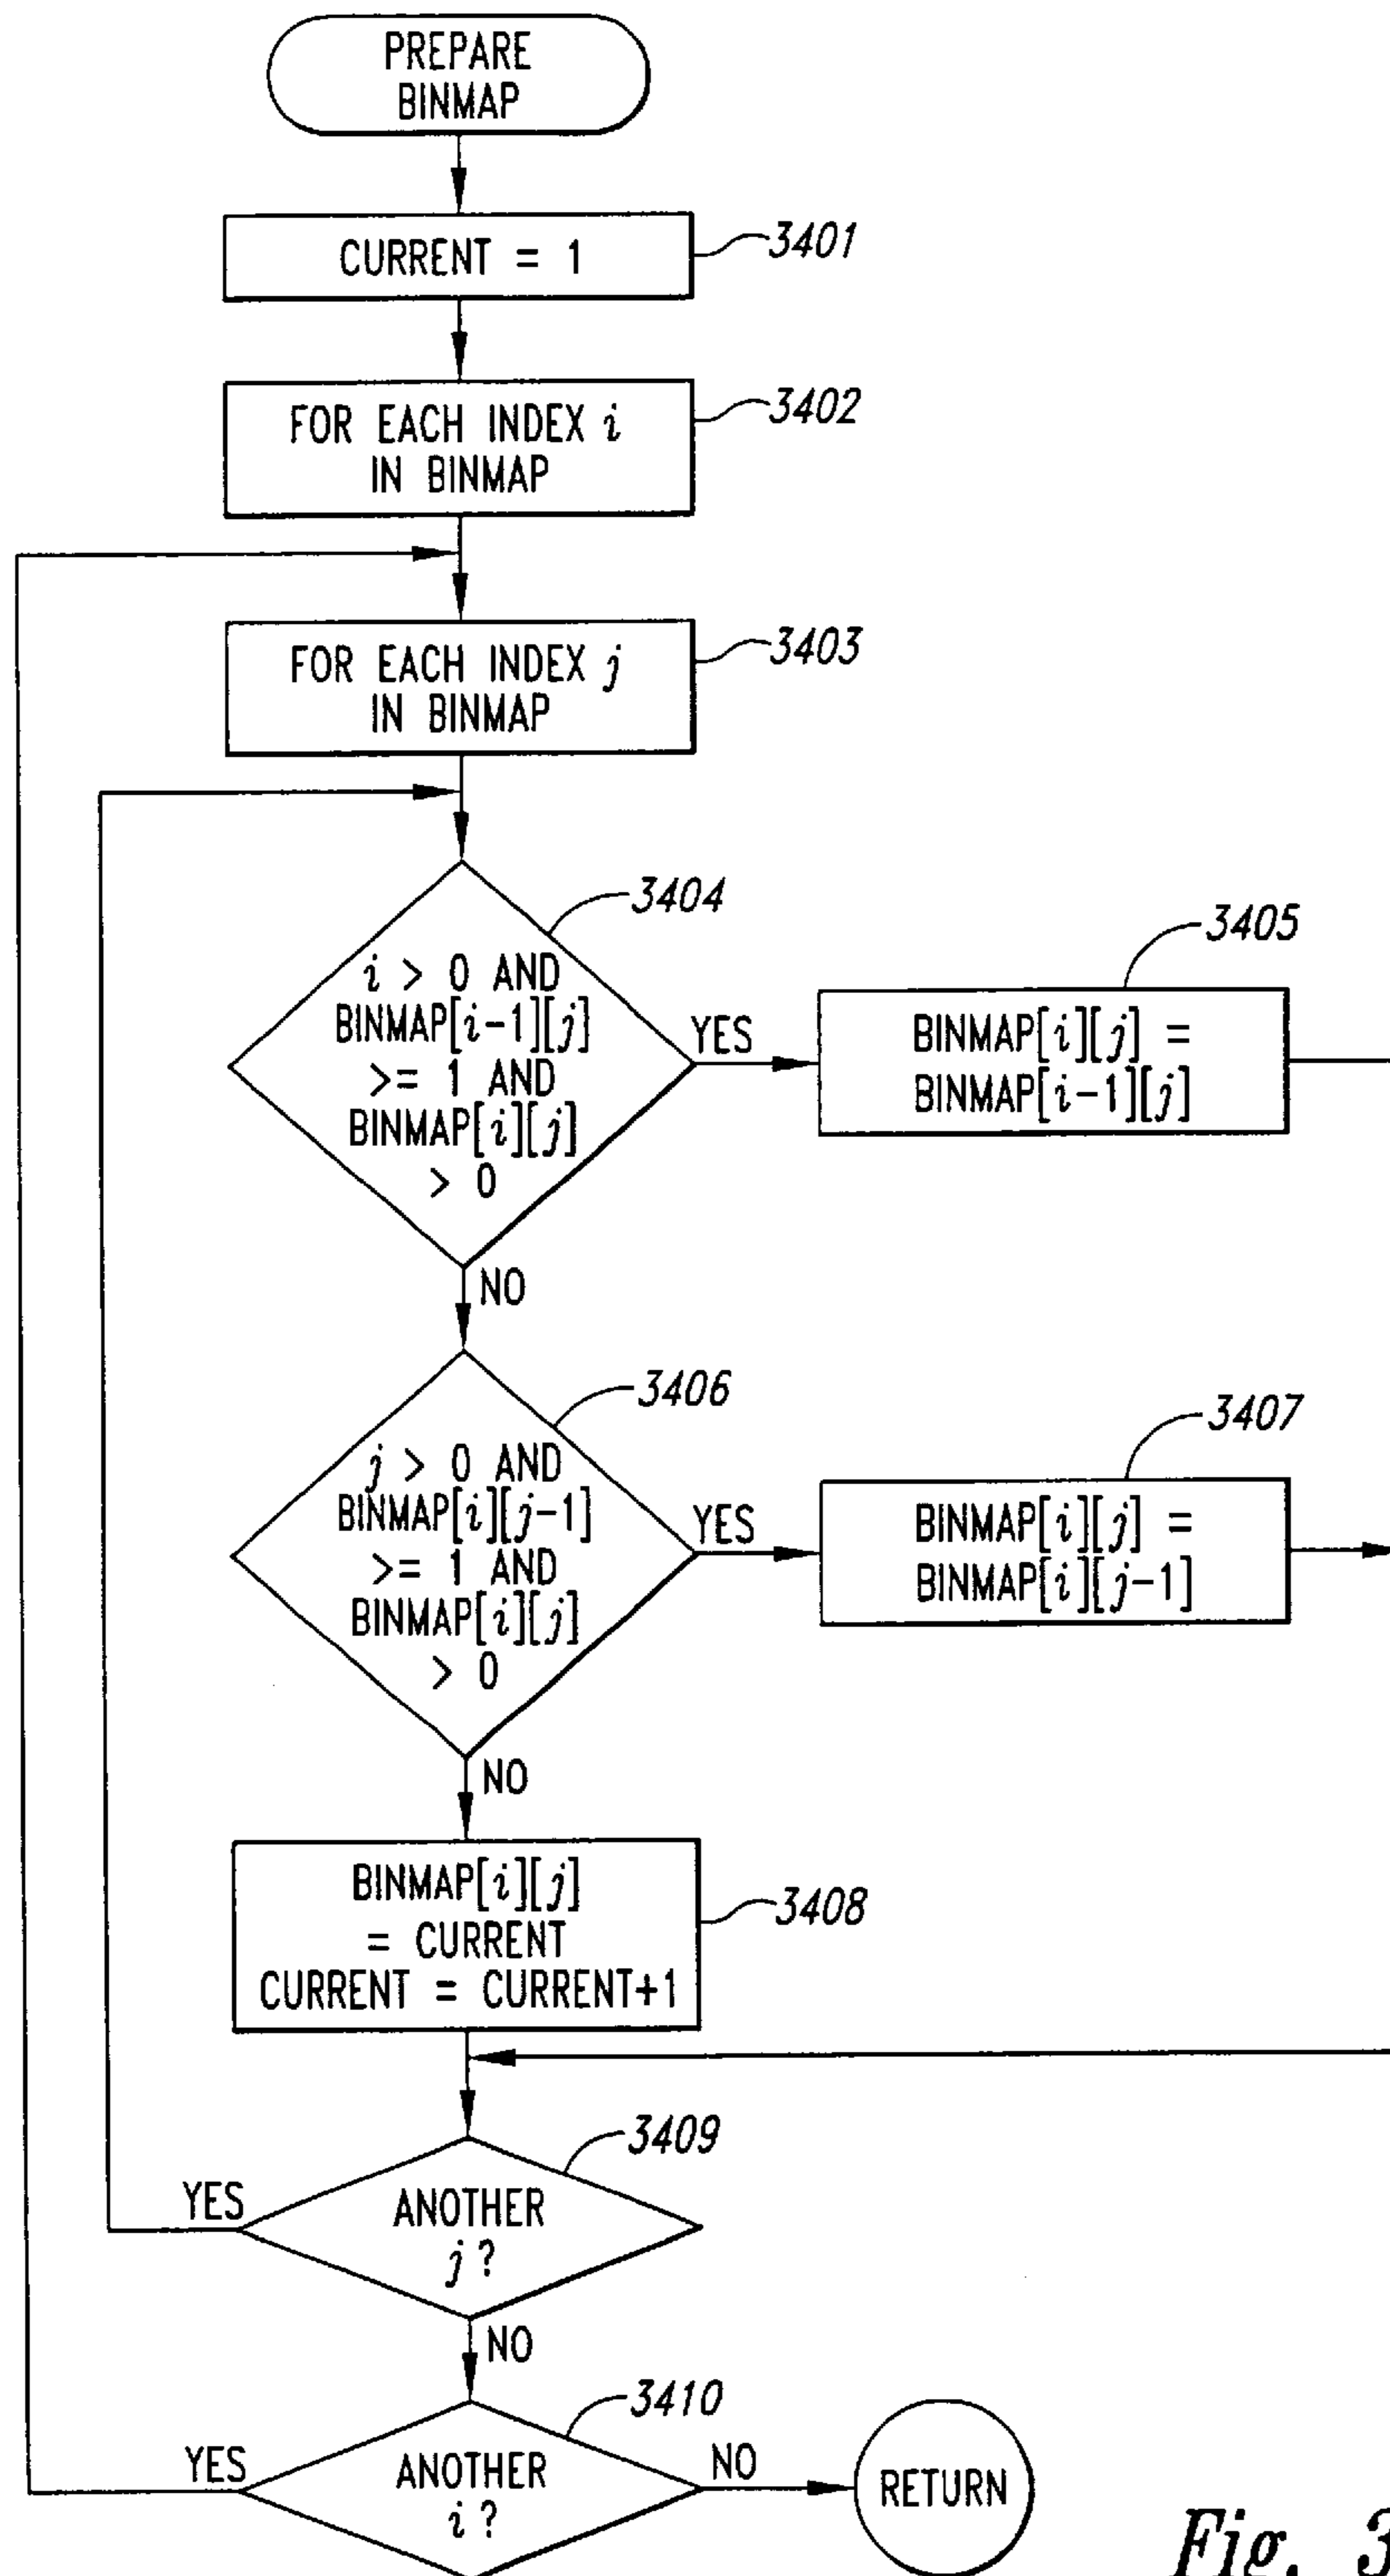 PREPARE
BINMAP
CURRENT = 1
3401
FOR EACH INDEX i
IN BINMAP
3402
FOR EACH INDEX j
IN BINMAP
3403
3404
i > 0 AND
BINMAP[i-1][j]
>= 1 AND
BINMAP[i][j]
> 0
YES
3405
BINMAP[i][j] =
BINMAP[i-1][j]
NO
3406
j > 0 AND
BINMAP[i][j-1]
>= 1 AND
BINMAP[i][j]
> 0
YES
3407
BINMAP[i][j] =
BINMAP[i][j-1]
NO
BINMAP[i][j]
= CURRENT
CURRENT = CURRENT+1
3408
3409
YES
ANOTHER
j ?
NO
3410
YES
ANOTHER
i ?
NO
RETURN
Fig. 3